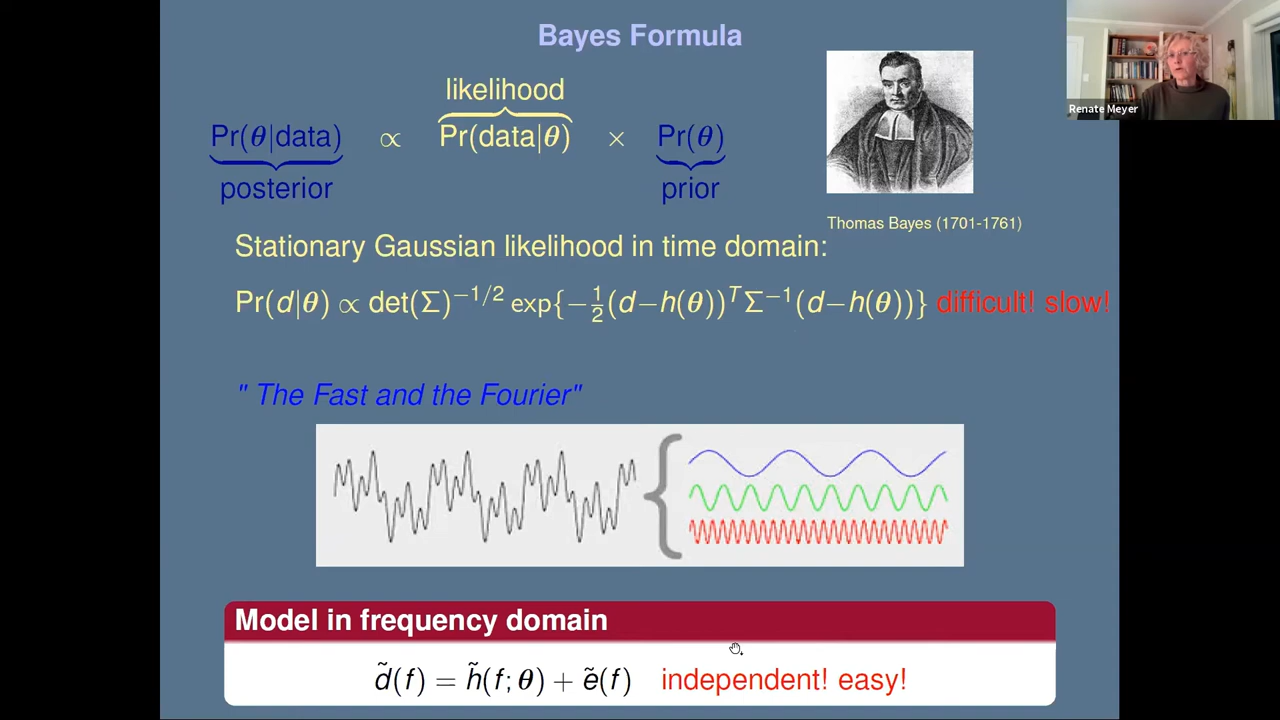 Bayes Formula
likelihood
Pr(θ|data) ∝ Pr(data|θ) × Pr(θ)
posterior prior
Renate Meyer
Thomas Bayes (1701-1761)
Stationary Gaussian likelihood in time domain:
Pr(d|θ) ∝ det(Σ)^{−1/2} exp{−½(d−h(θ))^T Σ^{−1}(d−h(θ))} difficult! slow!
" The Fast and the Fourier"
Model in frequency domain
d̃(f) = h̃(f;θ) + ẽ(f) independent! easy!